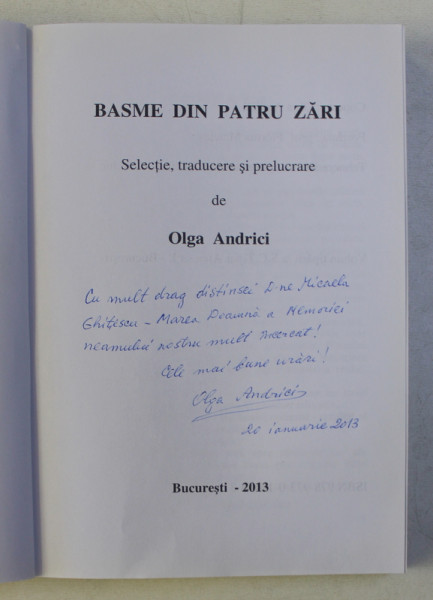 BASME DIN PATRU ZĂRI
Selecţie, traducere şi prelucrare
de
Olga Andrici
Cu mult drag distinsei D-ne Micaela
Ghiţescu – Marea Doamnă a Memoriei
neamului nostru mult încercat!
Cele mai bune urări!
Olga Andrici
20 ianuarie 2013
Bucureşti - 2013